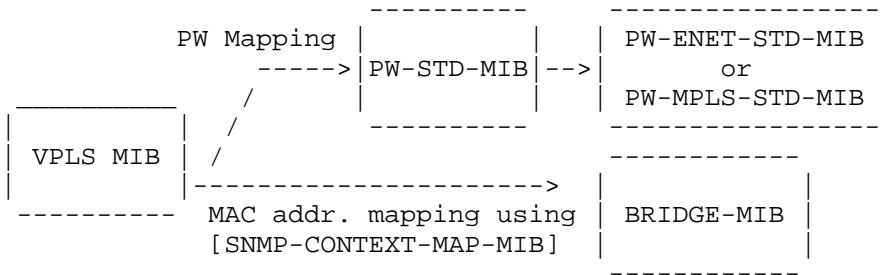 PW Mapping
PW-STD-MIB
PW-ENET-STD-MIB
or
PW-MPLS-STD-MIB
VPLS MIB
MAC addr. mapping using
[SNMP-CONTEXT-MAP-MIB]
BRIDGE-MIB